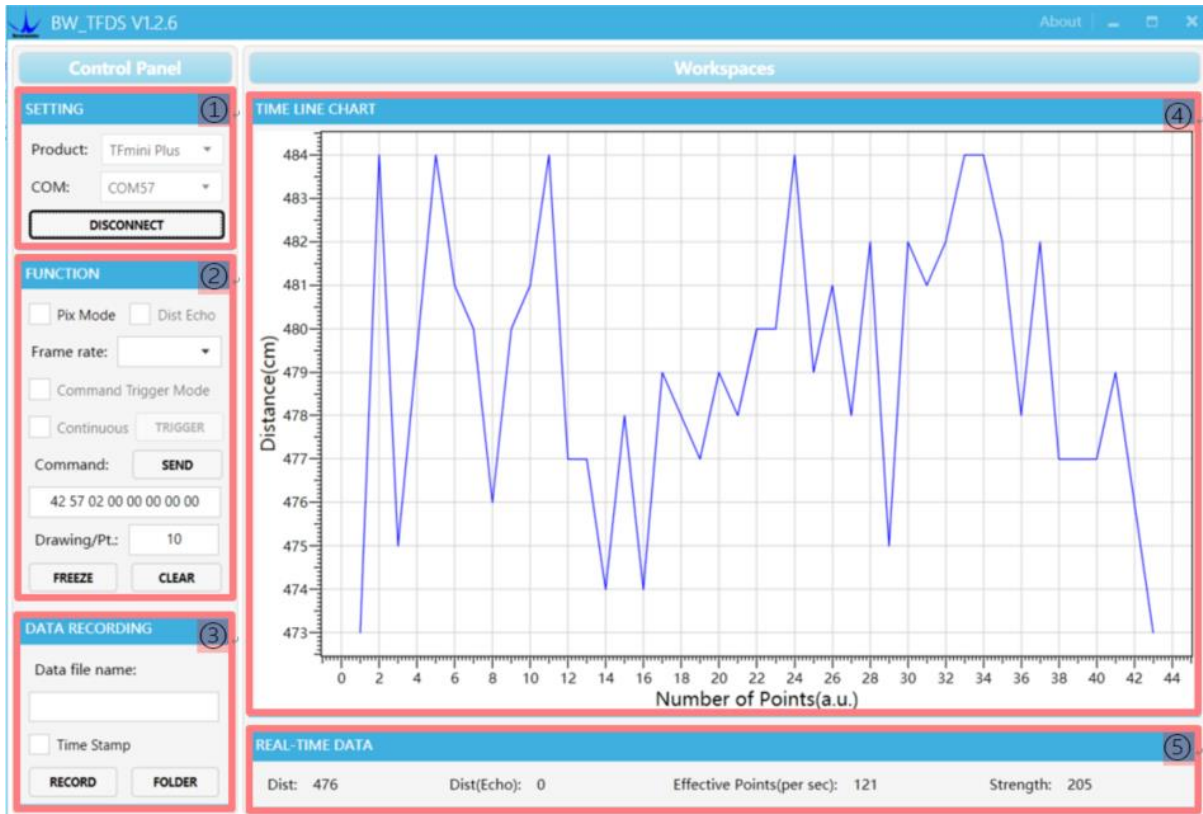 BW_TFDS V1.2.6 About
Control Panel
SETTING ①
Product: TFmini Plus
COM: COM57
DISCONNECT
FUNCTION ②
Pix Mode Dist Echo
Frame rate:
Command Trigger Mode
Continuous TRIGGER
Command: SEND
42 57 02 00 00 00 00 00
Drawing/Pt.: 10
FREEZE CLEAR
DATA RECORDING ③
Data file name:
Time Stamp
RECORD FOLDER
Workspaces
TIME LINE CHART ④
484
483
482
481
480
479
478
477
476
475
474
473
Distance(cm)
0 2 4 6 8 10 12 14 16 18 20 22 24 26 28 30 32 34 36 38 40 42 44
Number of Points(a.u.)
REAL-TIME DATA ⑤
Dist: 476 Dist(Echo): 0 Effective Points(per sec): 121 Strength: 205